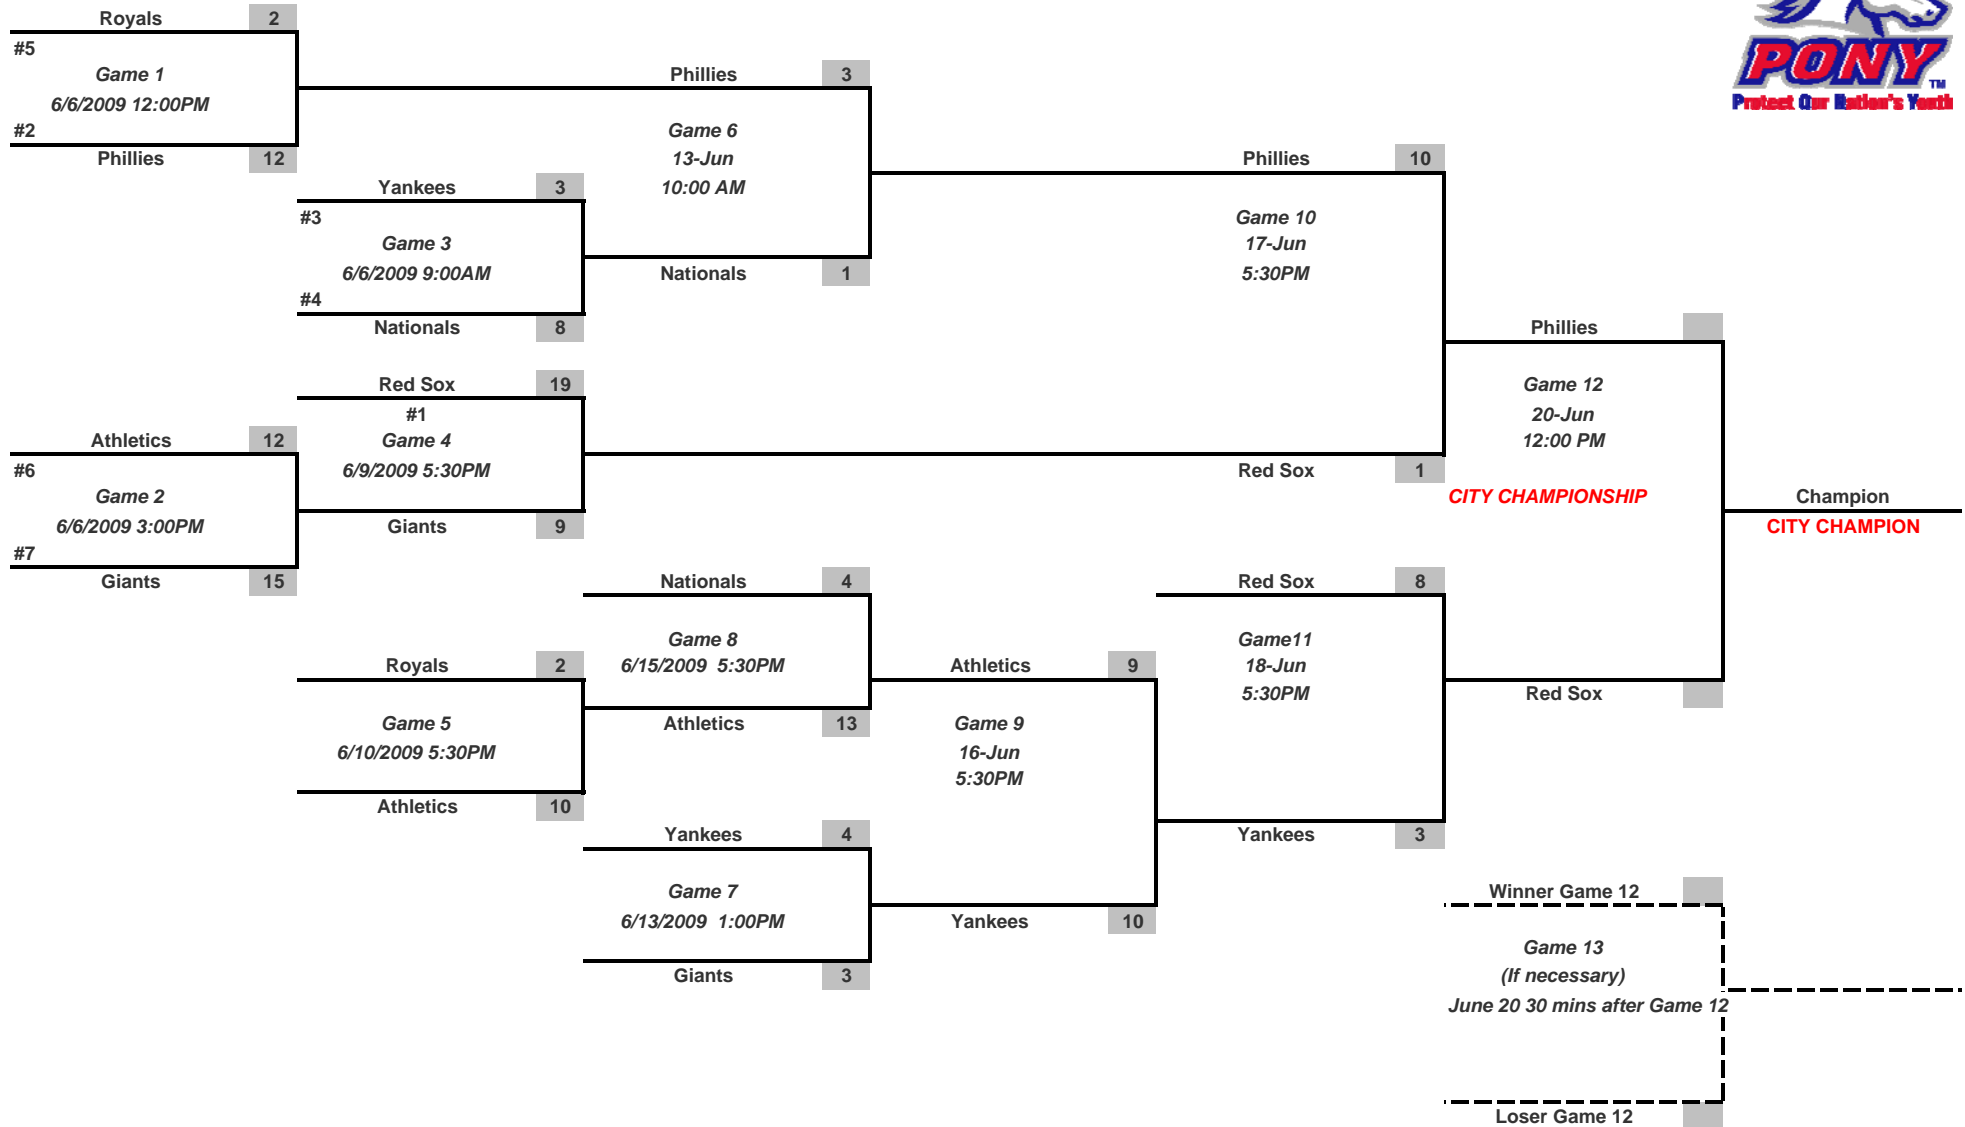 Royals 2
#5
Game 1
6/6/2009 12:00PM
#2
Phillies 12
Yankees 3
#3
Game 3
6/6/2009 9:00AM
#4
Nationals 8
Phillies 3
Game 6
13-Jun
10:00 AM
Nationals 1
Red Sox 19
#1
Game 4
6/9/2009 5:30PM
Giants 9
Athletics 12
#6
Game 2
6/6/2009 3:00PM
#7
Giants 15
Phillies 10
Game 10
17-Jun
5:30PM
Red Sox 1
Phillies
Game 12
20-Jun
12:00 PM
CITY CHAMPIONSHIP
Red Sox
Champion
CITY CHAMPION
Nationals 4
Game 8
6/15/2009 5:30PM
Athletics 13
Royals 2
Game 5
6/10/2009 5:30PM
Athletics 10
Yankees 4
Game 7
6/13/2009 1:00PM
Giants 3
Athletics 9
Game 9
16-Jun
5:30PM
Yankees 10
Red Sox 8
Game11
18-Jun
5:30PM
Yankees 3
Winner Game 12
Game 13
(If necessary)
June 20 30 mins after Game 12
Loser Game 12
PONY TM
Protect Our Nation's Youth